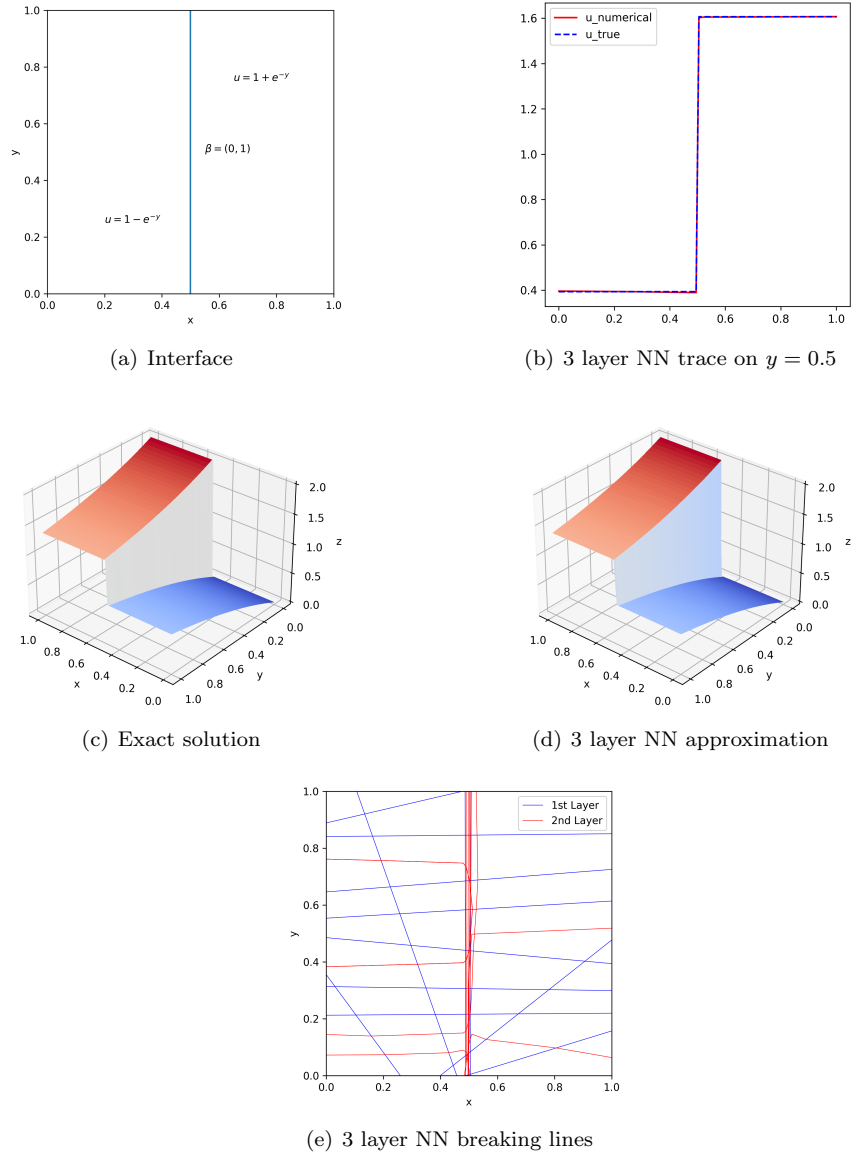 1.0
0.8
0.6
0.4
0.2
0.0
y
u = 1 + e^{-y}
β = (0, 1)
u = 1 − e^{-y}
0.0 0.2 0.4 0.6 0.8 1.0
x
(a) Interface
u_numerical
u_true
1.6
1.4
1.2
1.0
0.8
0.6
0.4
0.0 0.2 0.4 0.6 0.8 1.0
(b) 3 layer NN trace on y = 0.5
2.0
1.5
1.0
0.5
0.0
z
1.0 0.8 0.6 0.4 0.2 0.0
x
0.0 0.2 0.4 0.6 0.8 1.0
y
(c) Exact solution
2.0
1.5
1.0
0.5
0.0
z
1.0 0.8 0.6 0.4 0.2 0.0
x
0.0 0.2 0.4 0.6 0.8 1.0
y
(d) 3 layer NN approximation
1st Layer
2nd Layer
1.0
0.8
0.6
0.4
0.2
0.0
y
0.0 0.2 0.4 0.6 0.8 1.0
x
(e) 3 layer NN breaking lines